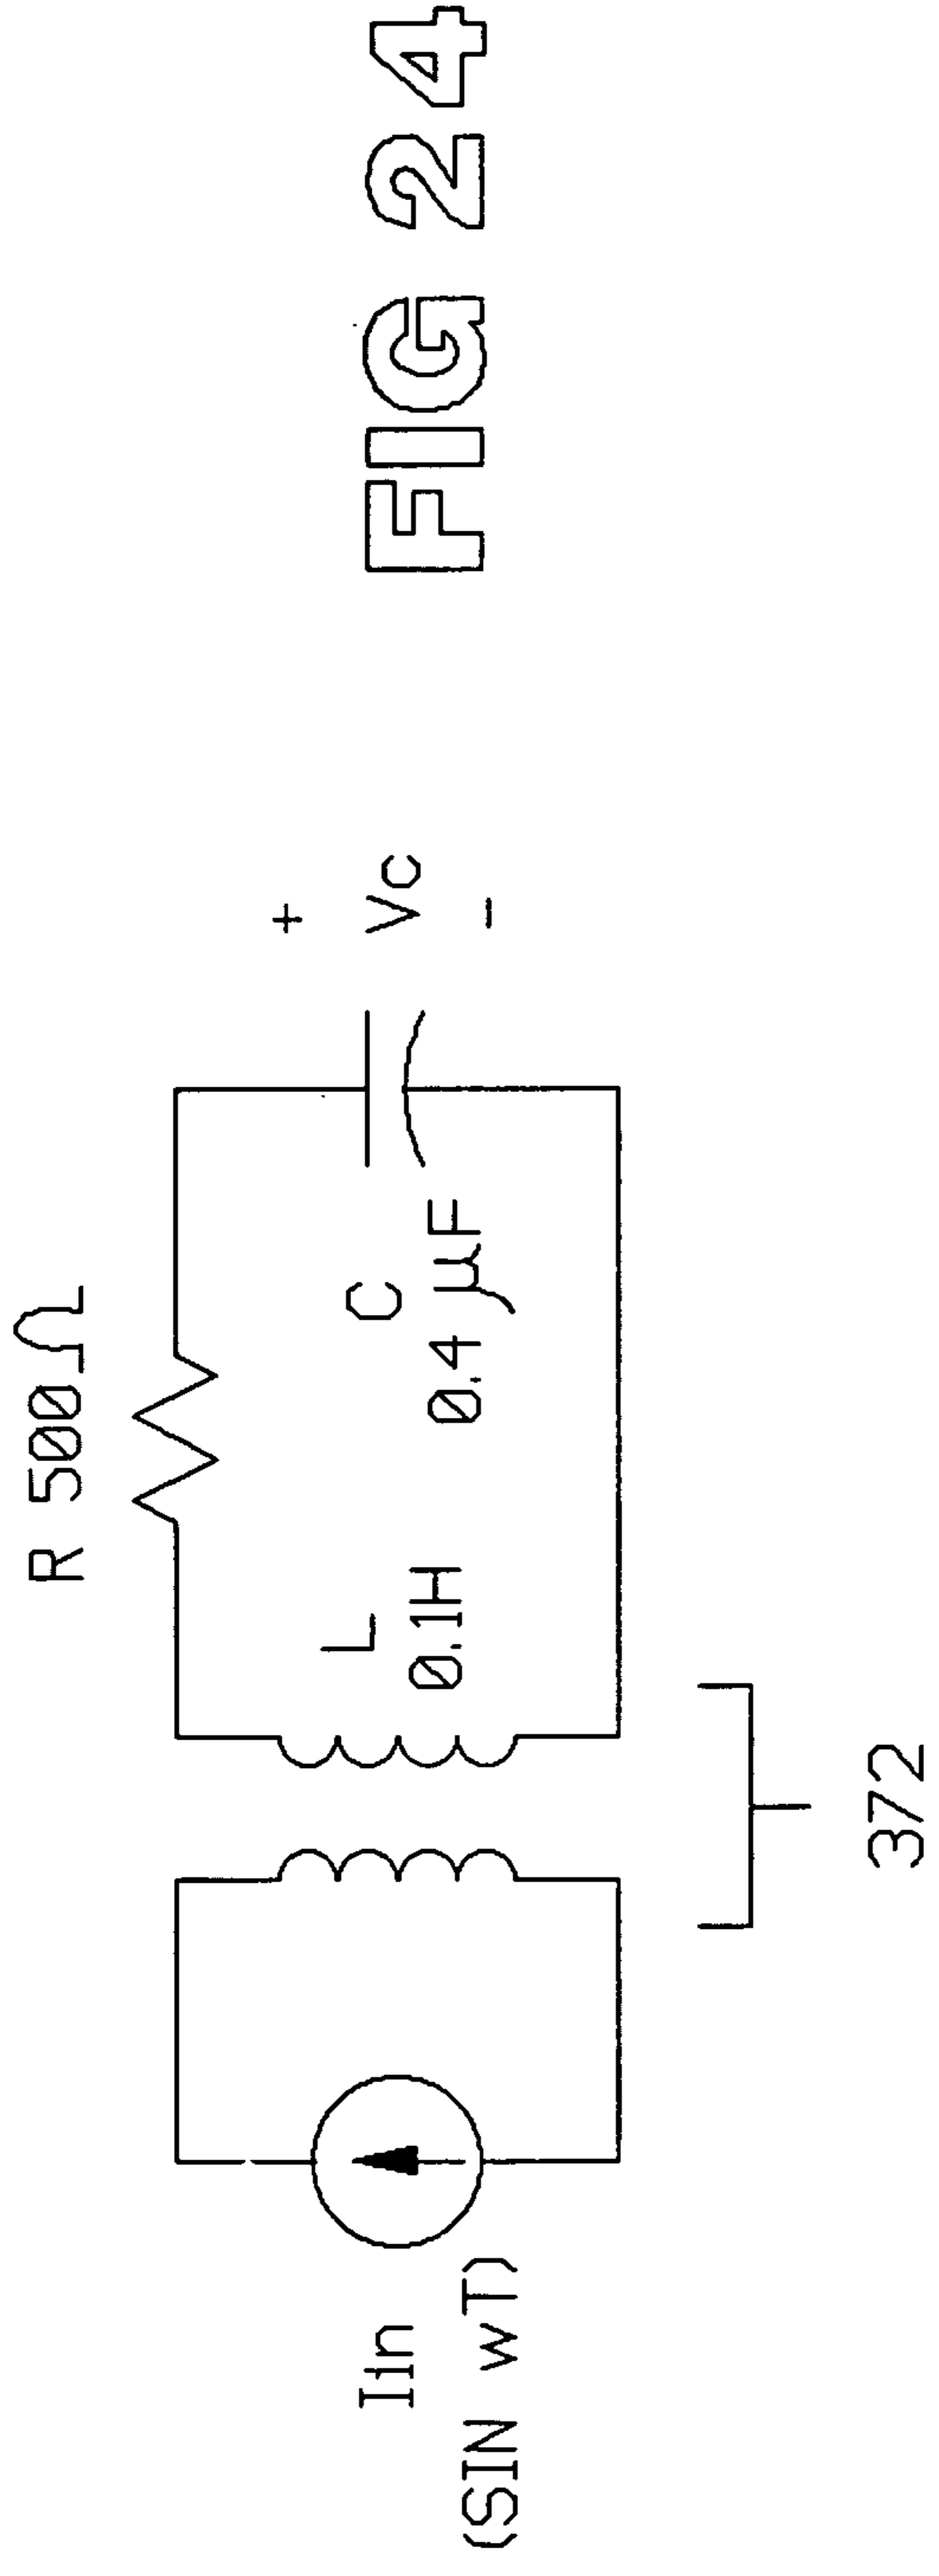 R 500Ω
L
0.1H
C
0.4 µF
+
Vc
-
Iin
(SIN wT)
372
FIG 24